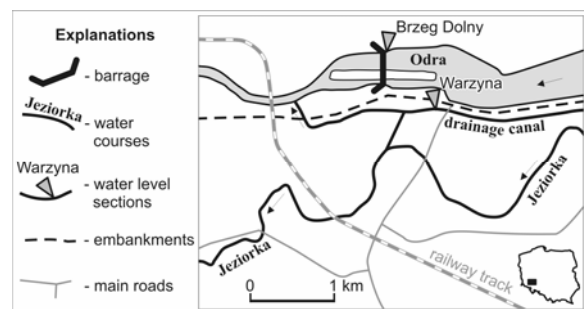 Explanations
- barrage
Jeziorka
- water
courses
Warzyna
- water level
sections
- embankments
- main roads
Brzeg Dolny
Odra
Warzyna
drainage canal
Jeziorka
Jeziorka
railway track
0 1 km